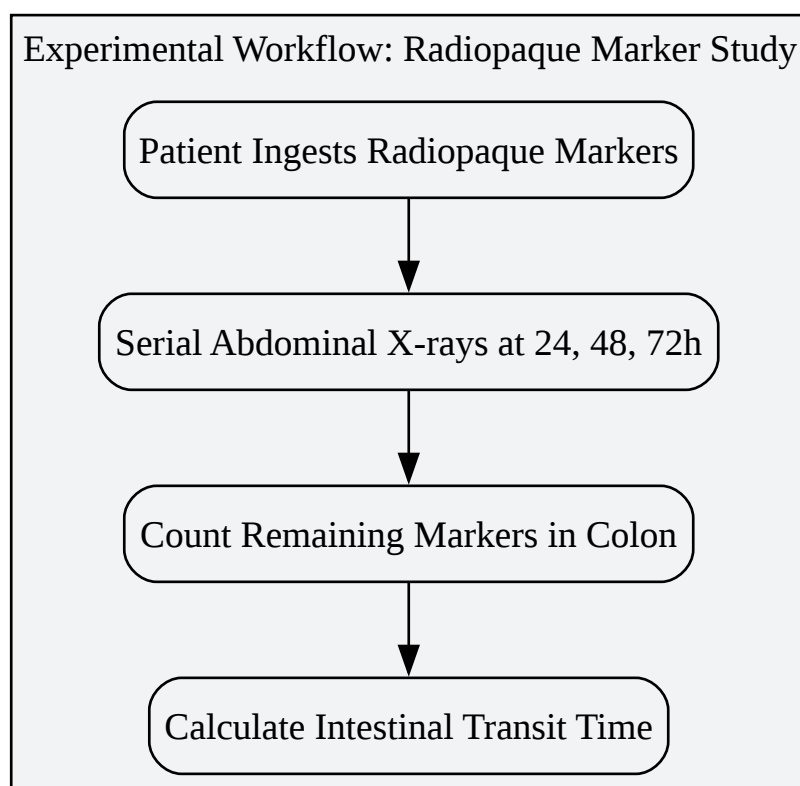 Experimental Workflow: Radiopaque Marker Study
Patient Ingests Radiopaque Markers
Serial Abdominal X-rays at 24, 48, 72h
Count Remaining Markers in Colon
Calculate Intestinal Transit Time